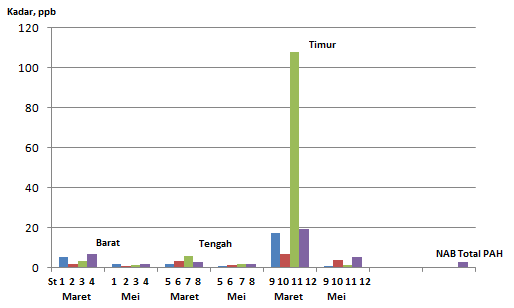 Kadar, ppb
120
100
80
60
40
20
0
Timur
Barat
Tengah
NAB Total PAH
St 1 2 3 4 1 2 3 4 5 6 7 8 5 6 7 8 9 10 11 12 9 10 11 12
Maret Mei Maret Mei Maret Mei